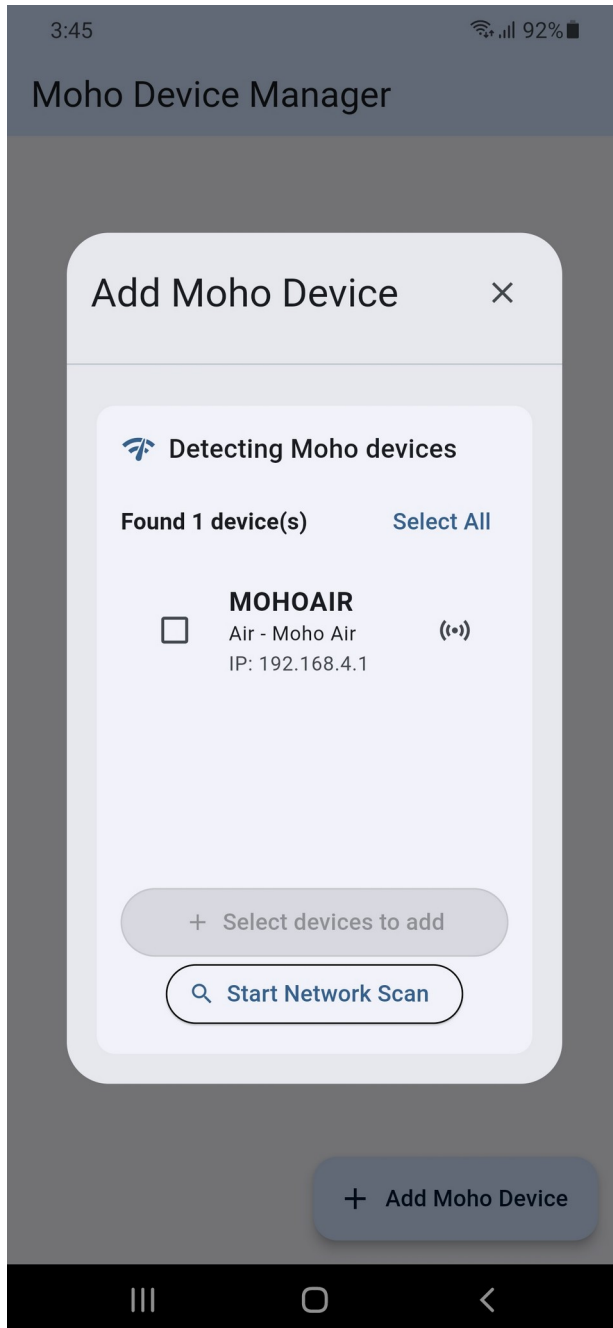 3:45 92%
Moho Device Manager
Add Moho Device
Detecting Moho devices
Found 1 device(s) Select All
MOHOAIR
Air - Moho Air
IP: 192.168.4.1
+ Select devices to add
Start Network Scan
+ Add Moho Device